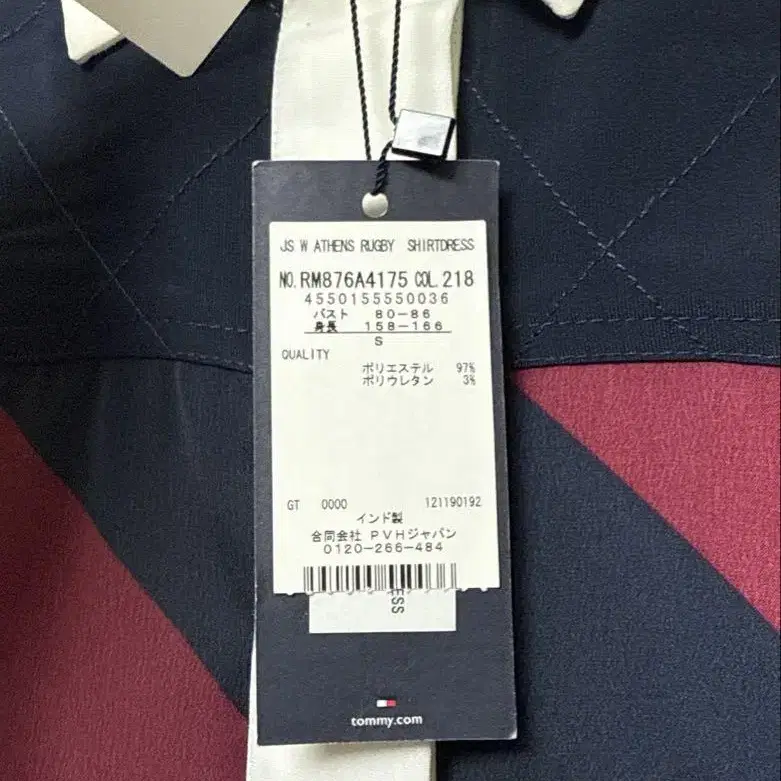 JS W ATHENS RUGBY SHIRTDRESS
NO.RM876A4175 COL.218
4550155550036
バスト 80-86
身長 158-166
S
QUALITY
ポリエステル 97%
ポリウレタン 3%
GT 0000 121190192
インド製
合同会社 PVHジャパン
0120-266-484
ESS
tommy.com